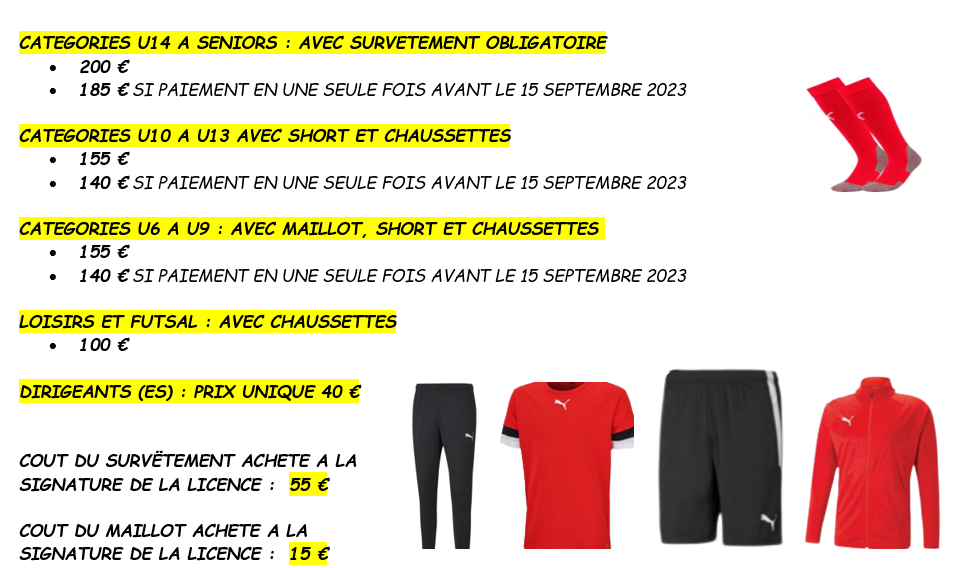 CATEGORIES U14 A SENIORS : AVEC SURVETEMENT OBLIGATOIRE
• 200 €
• 185 € SI PAIEMENT EN UNE SEULE FOIS AVANT LE 15 SEPTEMBRE 2023
CATEGORIES U10 A U13 AVEC SHORT ET CHAUSSETTES
• 155 €
• 140 € SI PAIEMENT EN UNE SEULE FOIS AVANT LE 15 SEPTEMBRE 2023
CATEGORIES U6 A U9 : AVEC MAILLOT, SHORT ET CHAUSSETTES
• 155 €
• 140 € SI PAIEMENT EN UNE SEULE FOIS AVANT LE 15 SEPTEMBRE 2023
LOISIRS ET FUTSAL : AVEC CHAUSSETTES
• 100 €
DIRIGEANTS (ES) : PRIX UNIQUE 40 €
COUT DU SURVËTEMENT ACHETE A LA
SIGNATURE DE LA LICENCE : 55 €
COUT DU MAILLOT ACHETE A LA
SIGNATURE DE LA LICENCE : 15 €